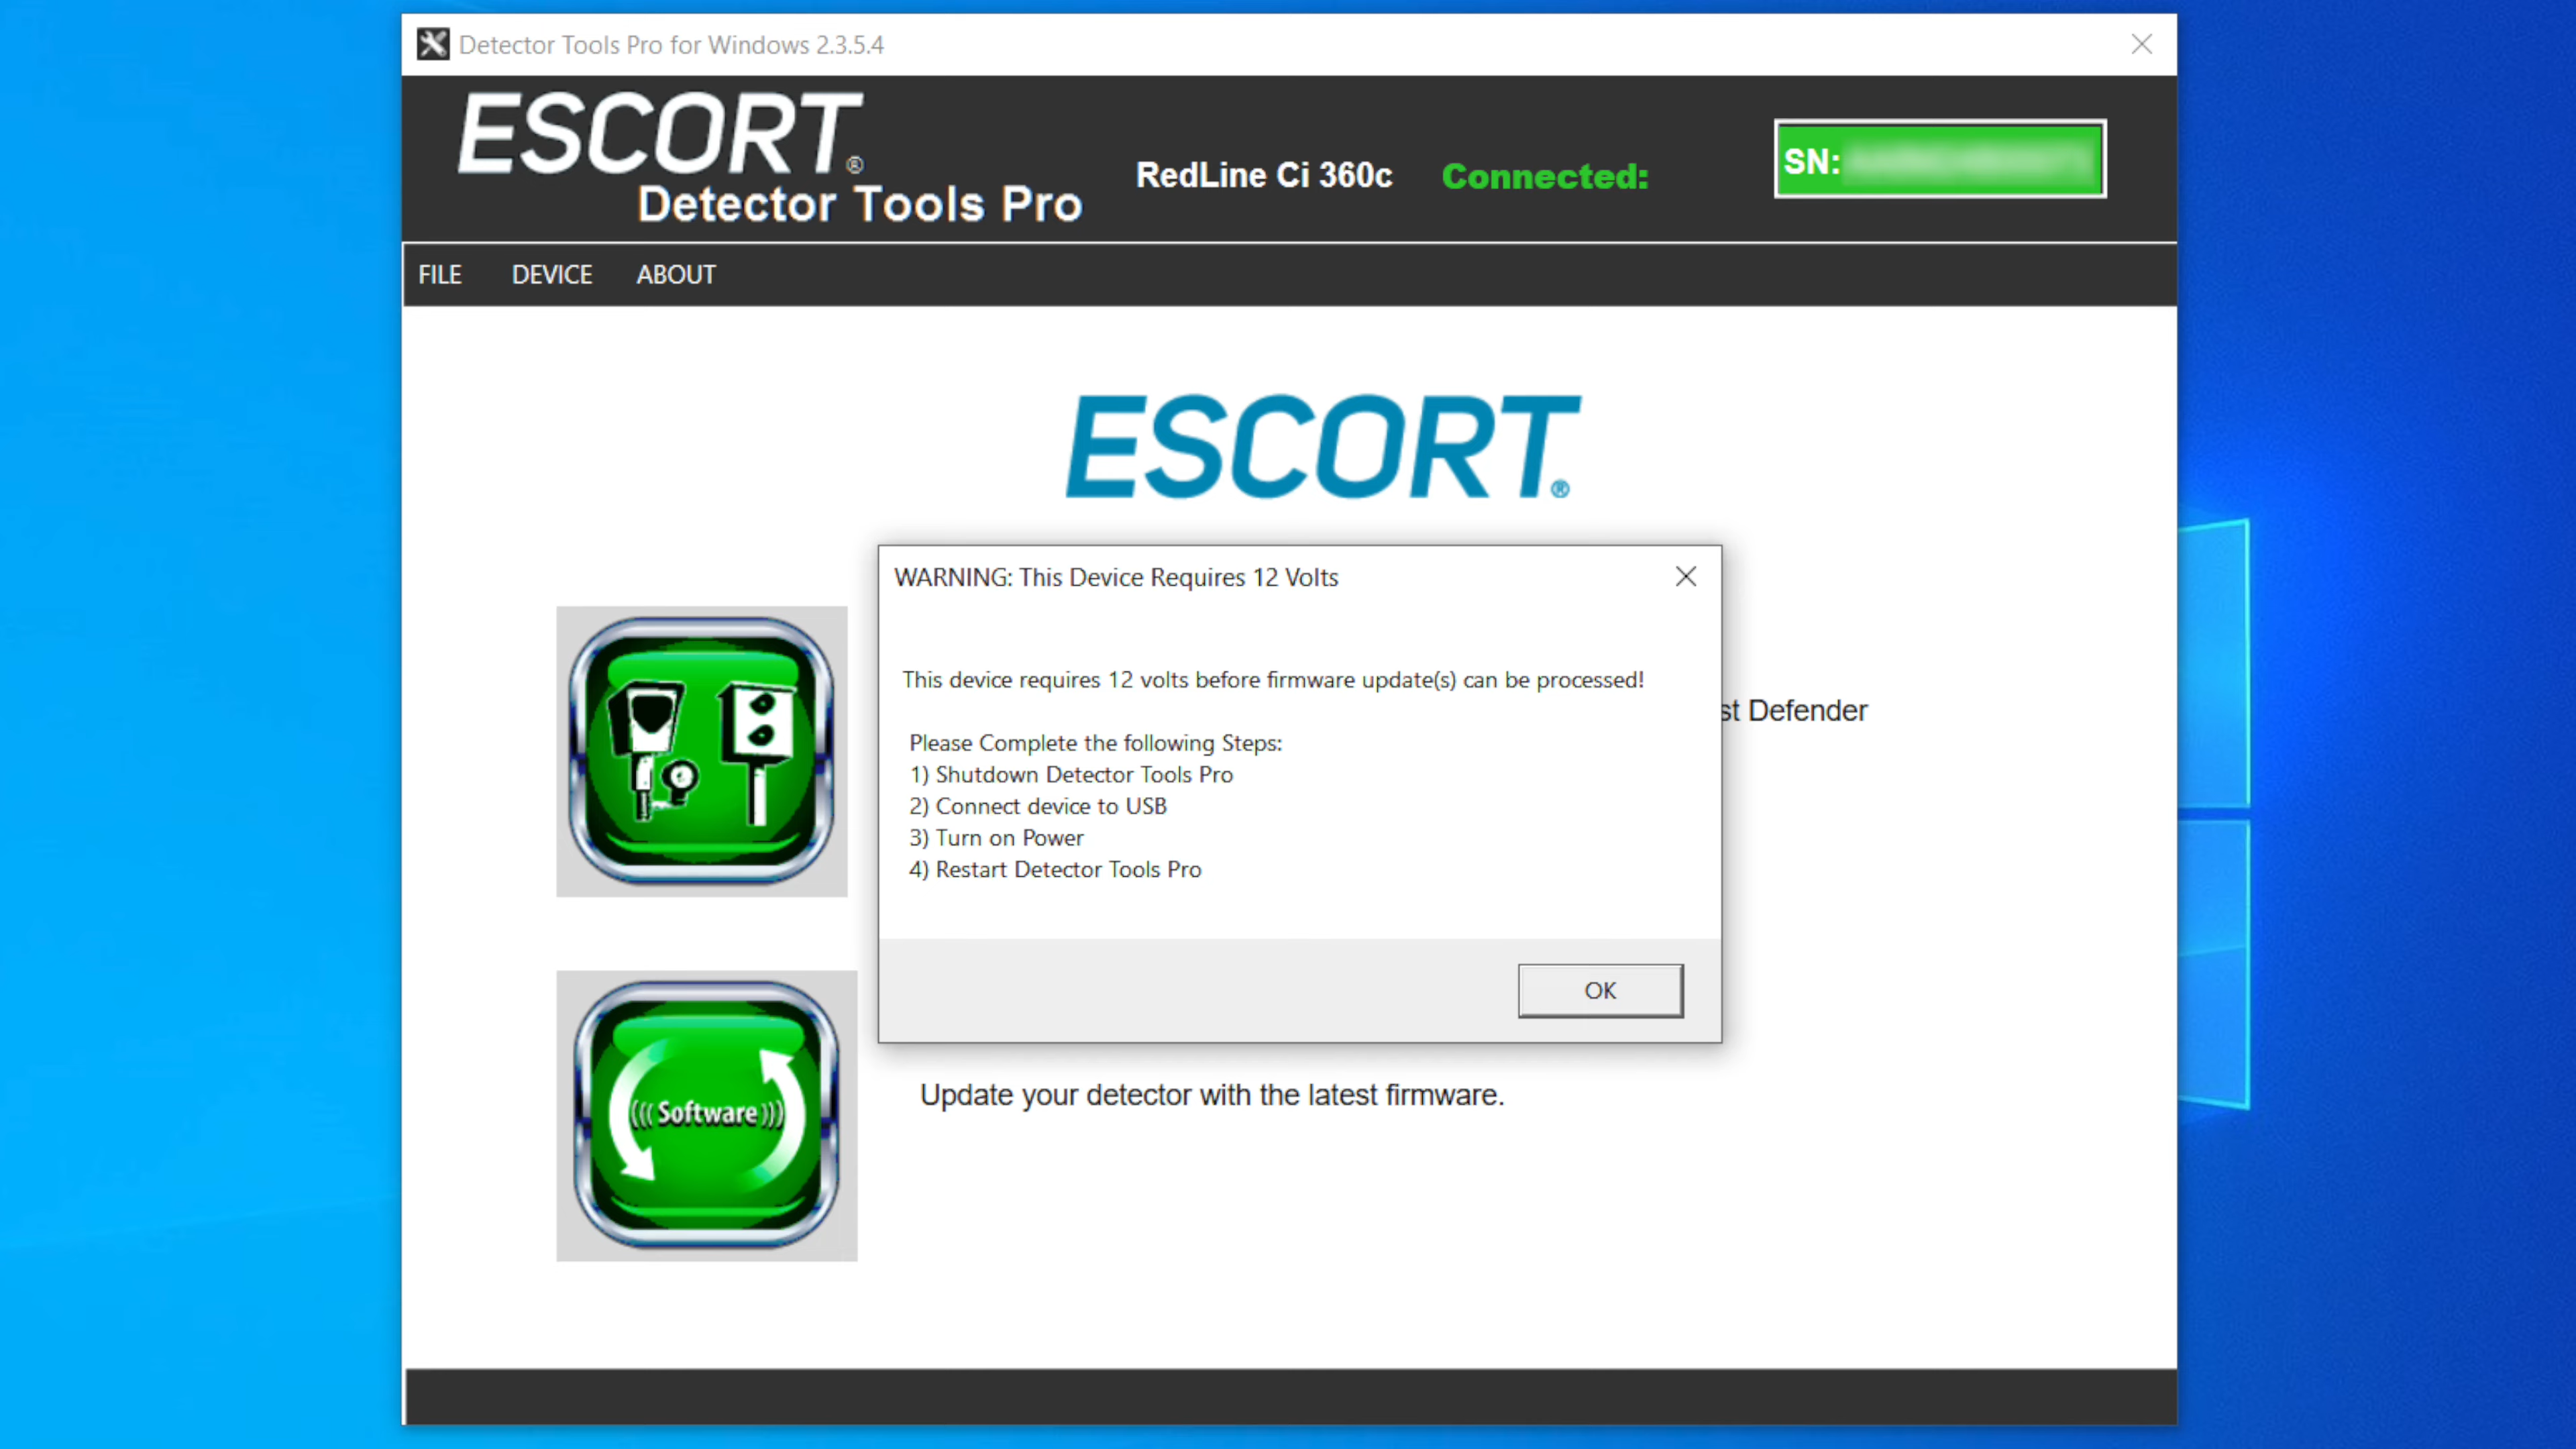 Detector Tools Pro for Windows 2.3.5.4
ESCORT®
Detector Tools Pro
RedLine Ci 360c
Connected:
SN:
FILE
DEVICE
ABOUT
ESCORT®
WARNING: This Device Requires 12 Volts
This device requires 12 volts before firmware update(s) can be processed!
Please Complete the following Steps:
1) Shutdown Detector Tools Pro
2) Connect device to USB
3) Turn on Power
4) Restart Detector Tools Pro
OK
Defender
((( Software )))
Update your detector with the latest firmware.